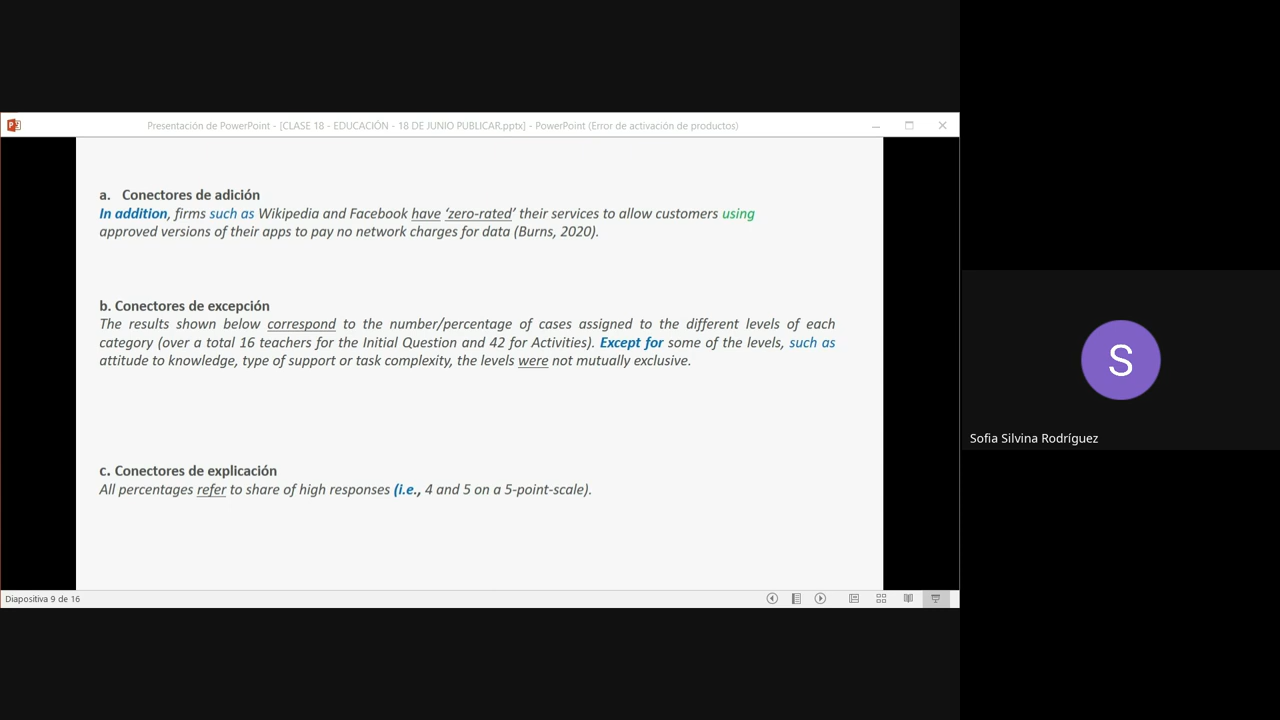 Presentación de PowerPoint - [CLASE 18 - EDUCACIÓN - 18 DE JUNIO PUBLICAR.pptx] - PowerPoint (Error de activación de productos)
a. Conectores de adición
In addition, firms such as Wikipedia and Facebook have ‘zero-rated’ their services to allow customers using
approved versions of their apps to pay no network charges for data (Burns, 2020).
b. Conectores de excepción
The results shown below correspond to the number/percentage of cases assigned to the different levels of each
category (over a total 16 teachers for the Initial Question and 42 for Activities). Except for some of the levels, such as
attitude to knowledge, type of support or task complexity, the levels were not mutually exclusive.
c. Conectores de explicación
All percentages refer to share of high responses (i.e., 4 and 5 on a 5-point-scale).
Diapositiva 9 de 16
S
Sofia Silvina Rodríguez